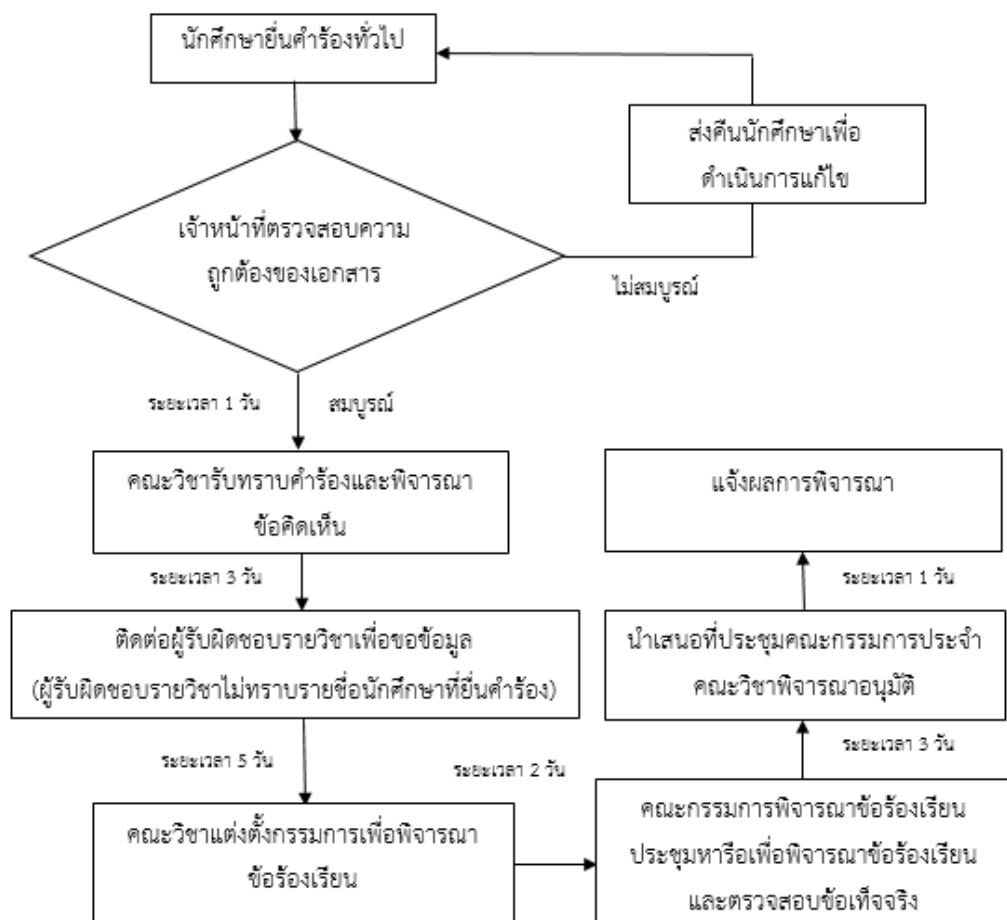 นักศึกษายื่นคำร้องทั่วไป
ส่งคืนนักศึกษาเพื่อ
ดำเนินการแก้ไข
เจ้าหน้าที่ตรวจสอบความ
ถูกต้องของเอกสาร
ไม่สมบูรณ์
ระยะเวลา 1 วัน
สมบูรณ์
คณะวิชารับทราบคำร้องและพิจารณา
ข้อคิดเห็น
ระยะเวลา 3 วัน
ติดต่อผู้รับผิดชอบรายวิชาเพื่อขอข้อมูล
(ผู้รับผิดชอบรายวิชาไม่ทราบรายชื่อนักศึกษาที่ยื่นคำร้อง)
ระยะเวลา 5 วัน
คณะวิชาแต่งตั้งกรรมการเพื่อพิจารณา
ข้อร้องเรียน
ระยะเวลา 2 วัน
คณะกรรมการพิจารณาข้อร้องเรียน
ประชุมหารือเพื่อพิจารณาข้อร้องเรียน
และตรวจสอบข้อเท็จจริง
ระยะเวลา 3 วัน
นำเสนอที่ประชุมคณะกรรมการประจำ
คณะวิชาพิจารณาอนุมัติ
ระยะเวลา 1 วัน
แจ้งผลการพิจารณา